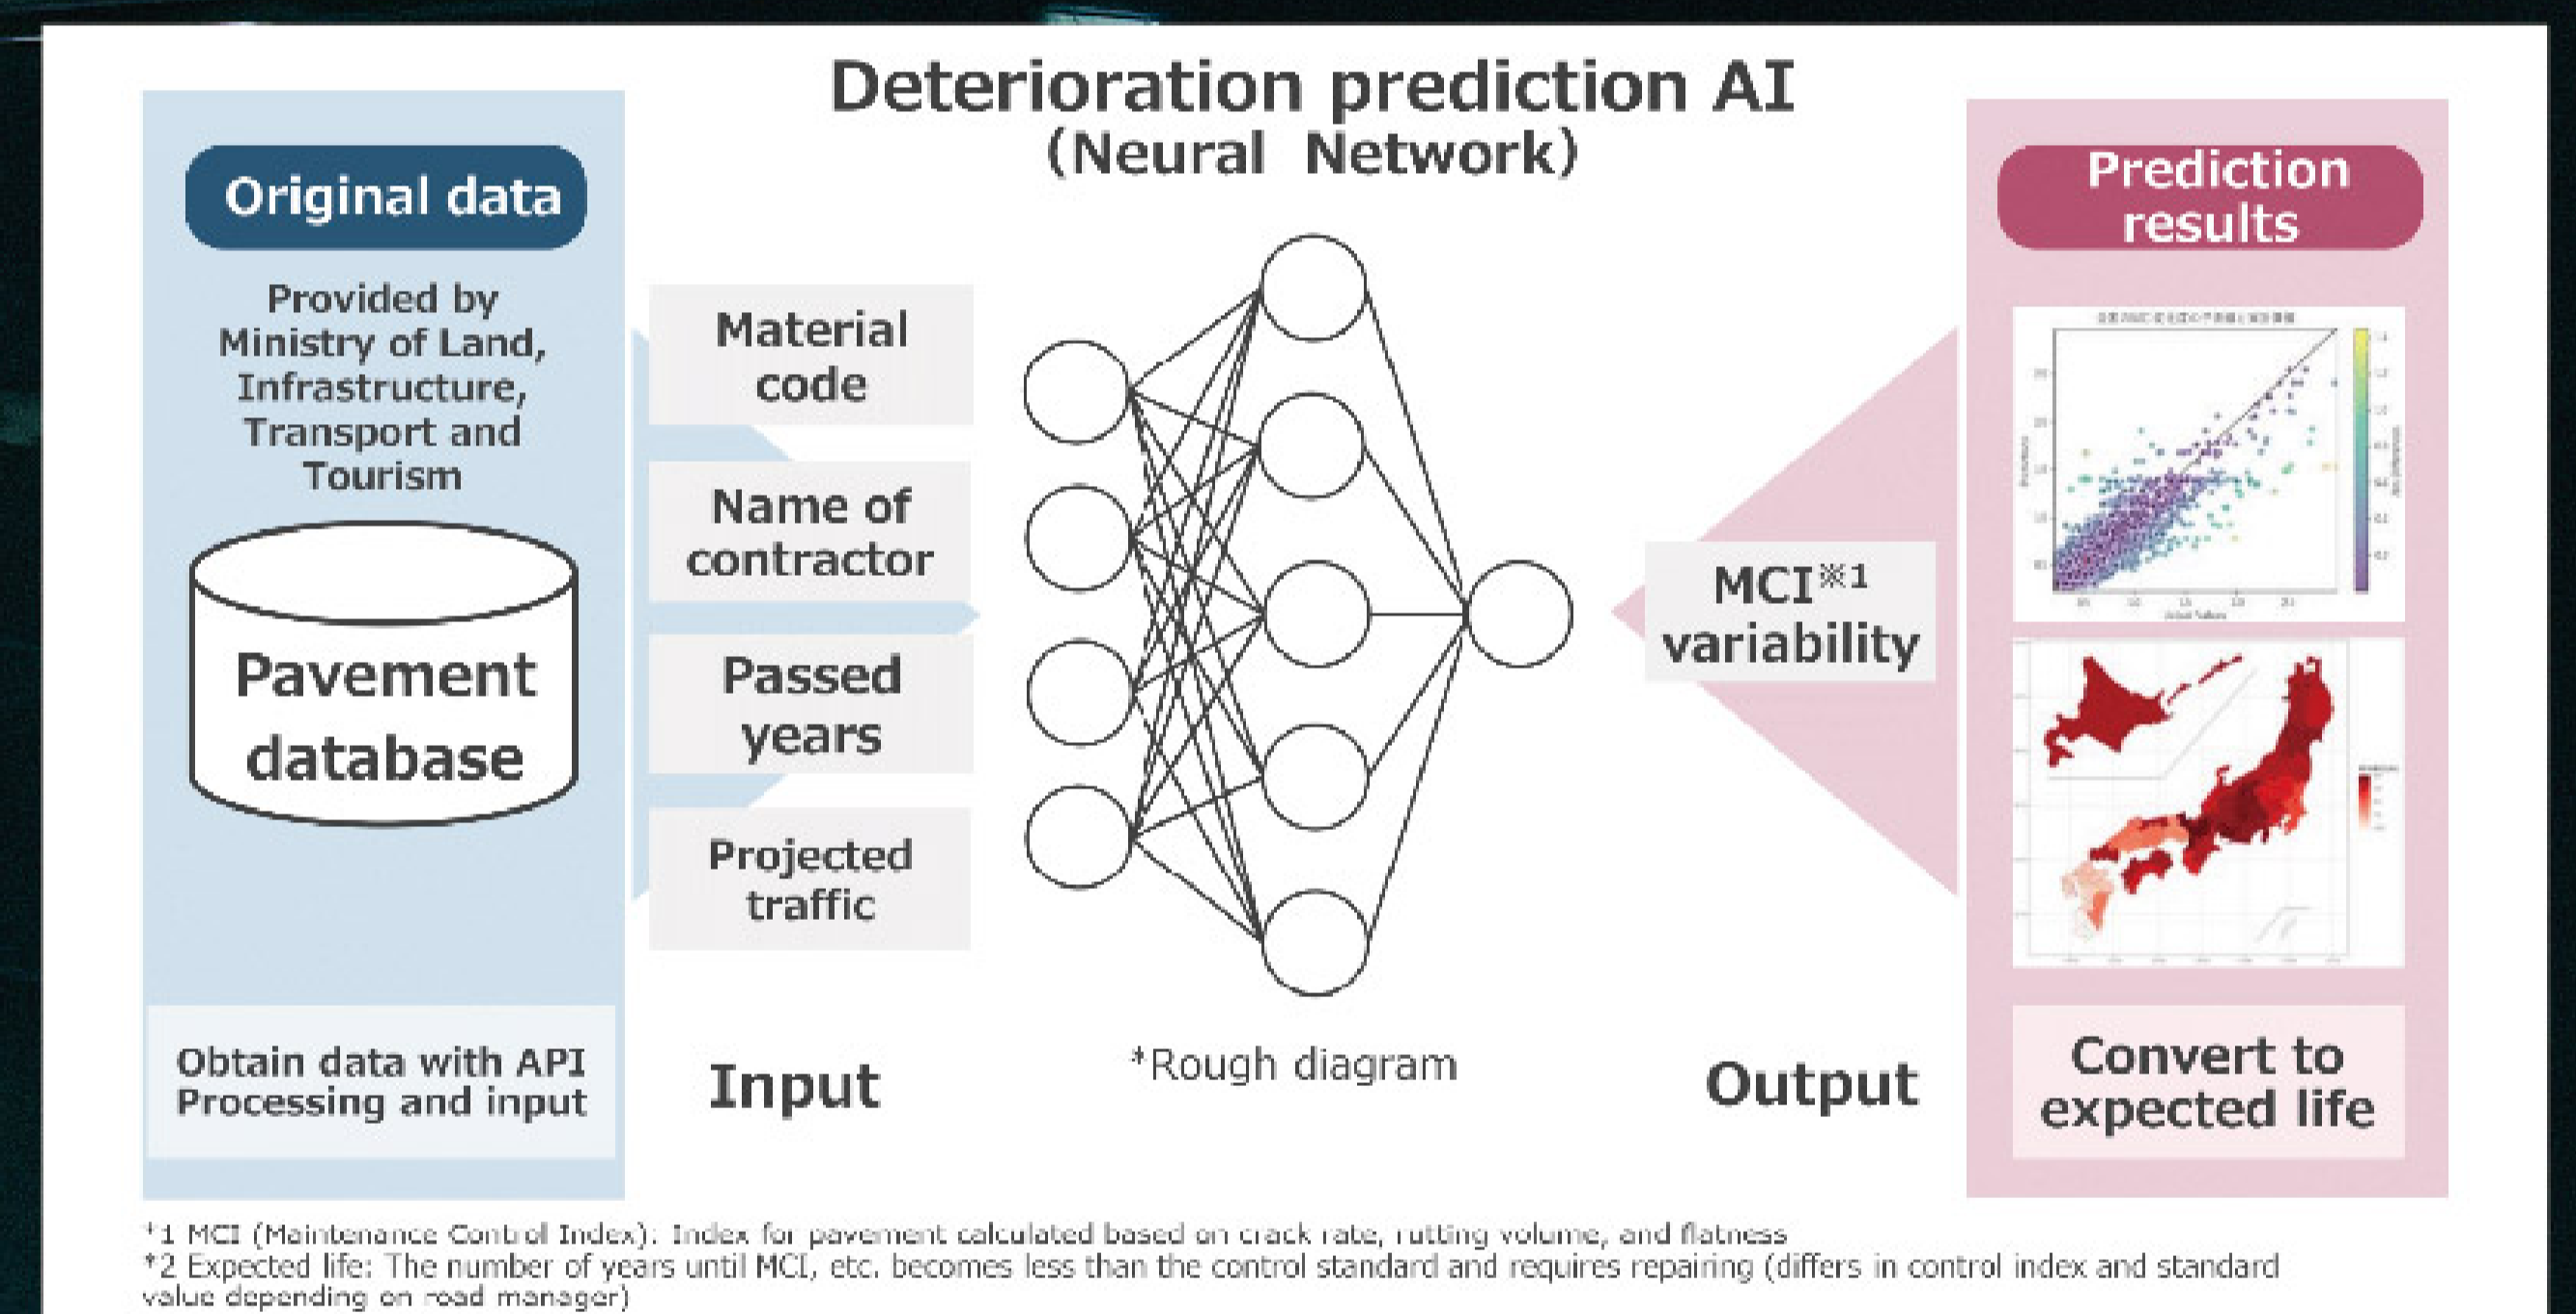 Deterioration prediction AI
(Neural Network)
Original data
Provided by
Ministry of Land,
Infrastructure,
Transport and
Tourism
Pavement
database
Obtain data with API
Processing and input
Material
code
Name of
contractor
Passed
years
Projected
traffic
Input
*Rough diagram
MCI※1
variability
Output
Prediction
results
Convert to
expected life
*1 MCI (Maintenance Control Index): Index for pavement calculated based on crack rate, rutting volume, and flatness
*2 Expected life: The number of years until MCI, etc. becomes less than the control standard and requires repairing (differs in control index and standard
value depending on road manager)